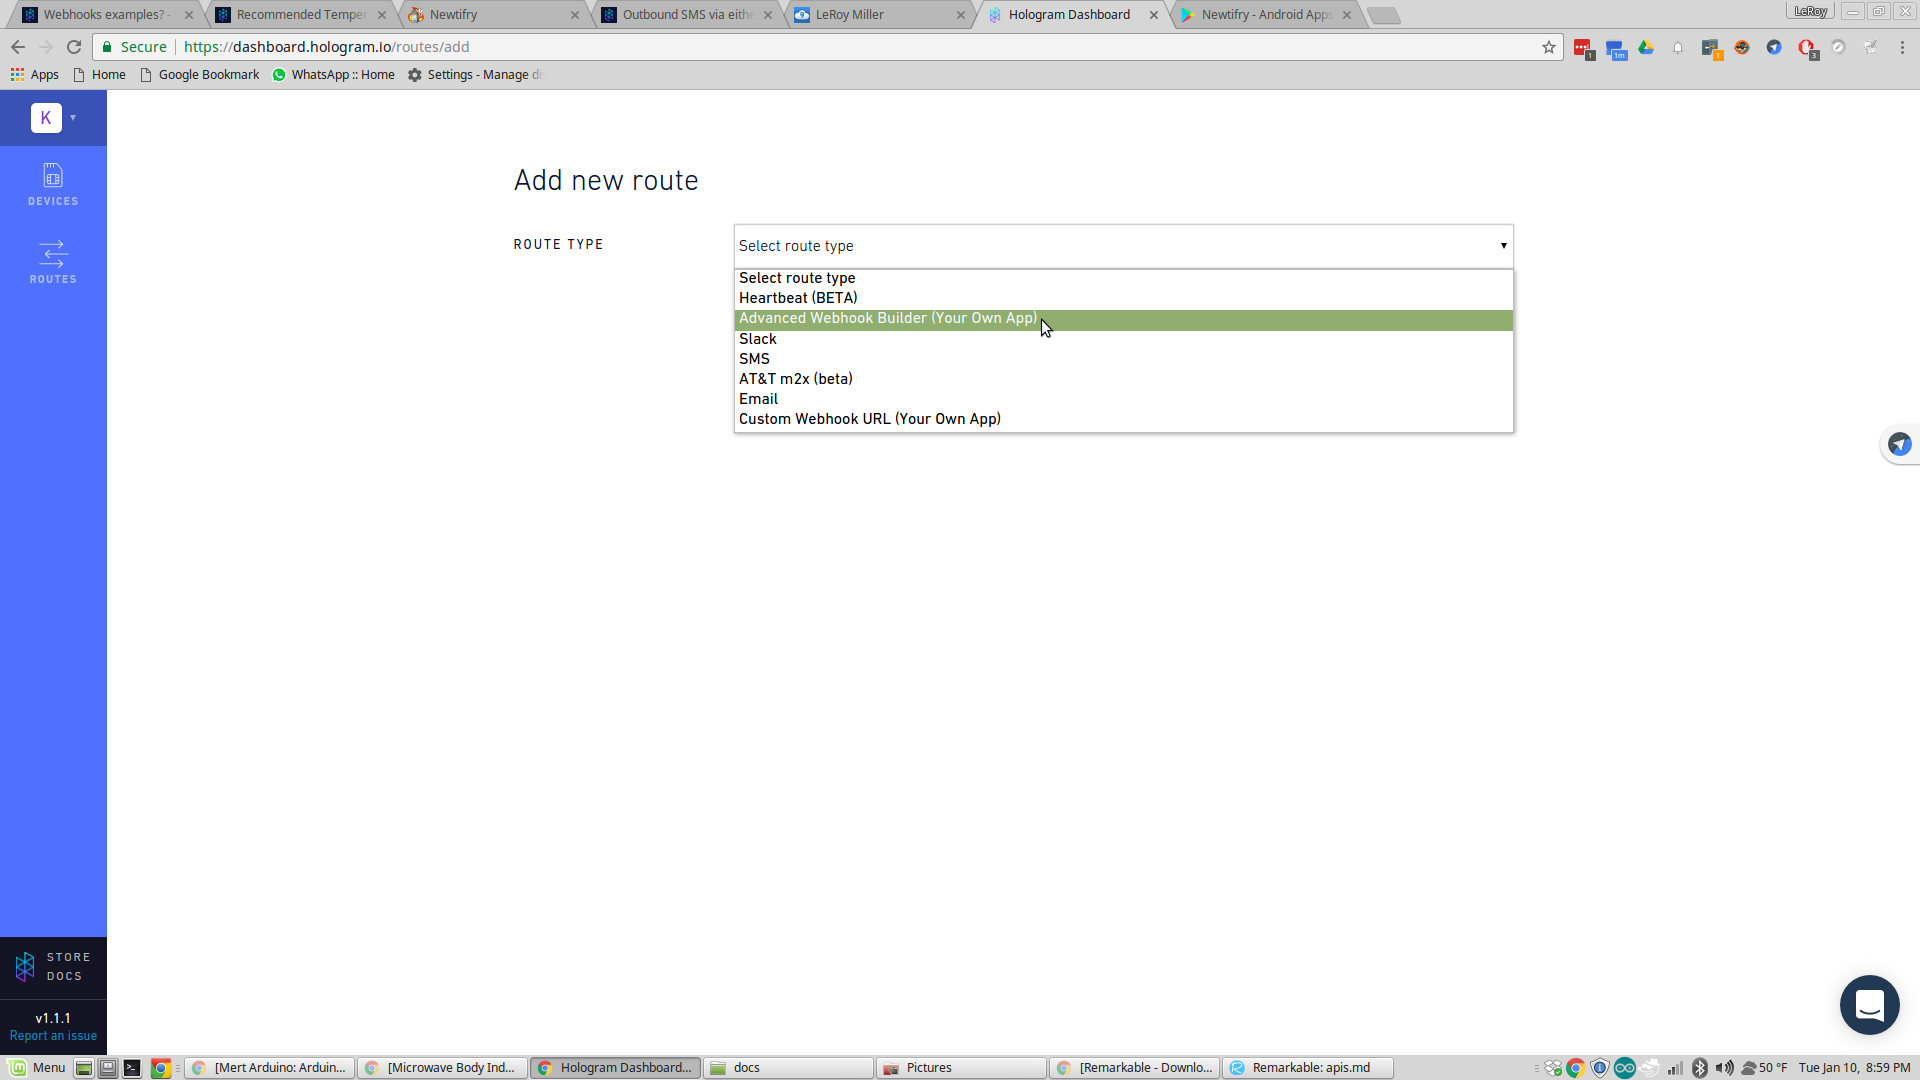 Webhooks examples? -
Recommended Temper
Newtifry
Outbound SMS via eithe
LeRoy Miller
Hologram Dashboard
Newtifry - Android Apps
LeRoy
Secure
https://dashboard.hologram.io/routes/add
1
1m
1
3
Apps
Home
Google Bookmark
WhatsApp :: Home
Settings - Manage di
K
DEVICES
ROUTES
Add new route
ROUTE TYPE
Select route type
Select route type
Heartbeat (BETA)
Advanced Webhook Builder (Your Own App)
Slack
SMS
AT&T m2x (beta)
Email
Custom Webhook URL (Your Own App)
STORE
DOCS
v1.1.1
Report an issue
Menu
[Mert Arduino: Arduin...
[Microwave Body Ind...
Hologram Dashboard...
docs
Pictures
[Remarkable - Downlo...
Remarkable: apis.md
50 °F
Tue Jan 10, 8:59 PM